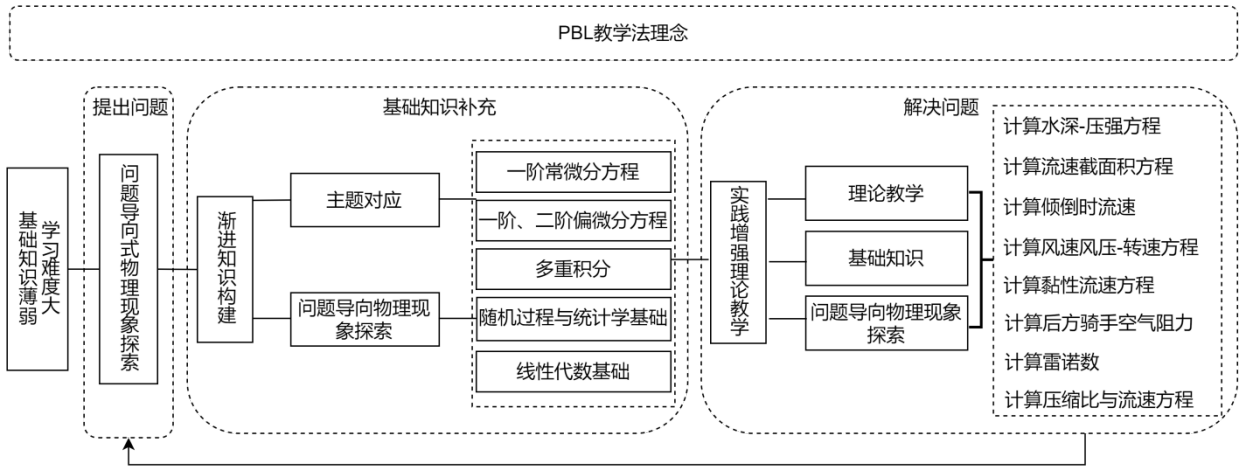 PBL教学法理念
提出问题
基础知识补充
解决问题
学习难度大
基础知识薄弱
问题导向式物理现象探索
渐进知识构建
主题对应
问题导向物理现
象探索
一阶常微分方程
一阶、二阶偏微分方程
多重积分
随机过程与统计学基础
线性代数基础
实践增强理论教学
理论教学
基础知识
问题导向物理现象
探索
计算水深-压强方程
计算流速截面积方程
计算倾倒时流速
计算风速风压-转速方程
计算黏性流速方程
计算后方骑手空气阻力
计算雷诺数
计算压缩比与流速方程